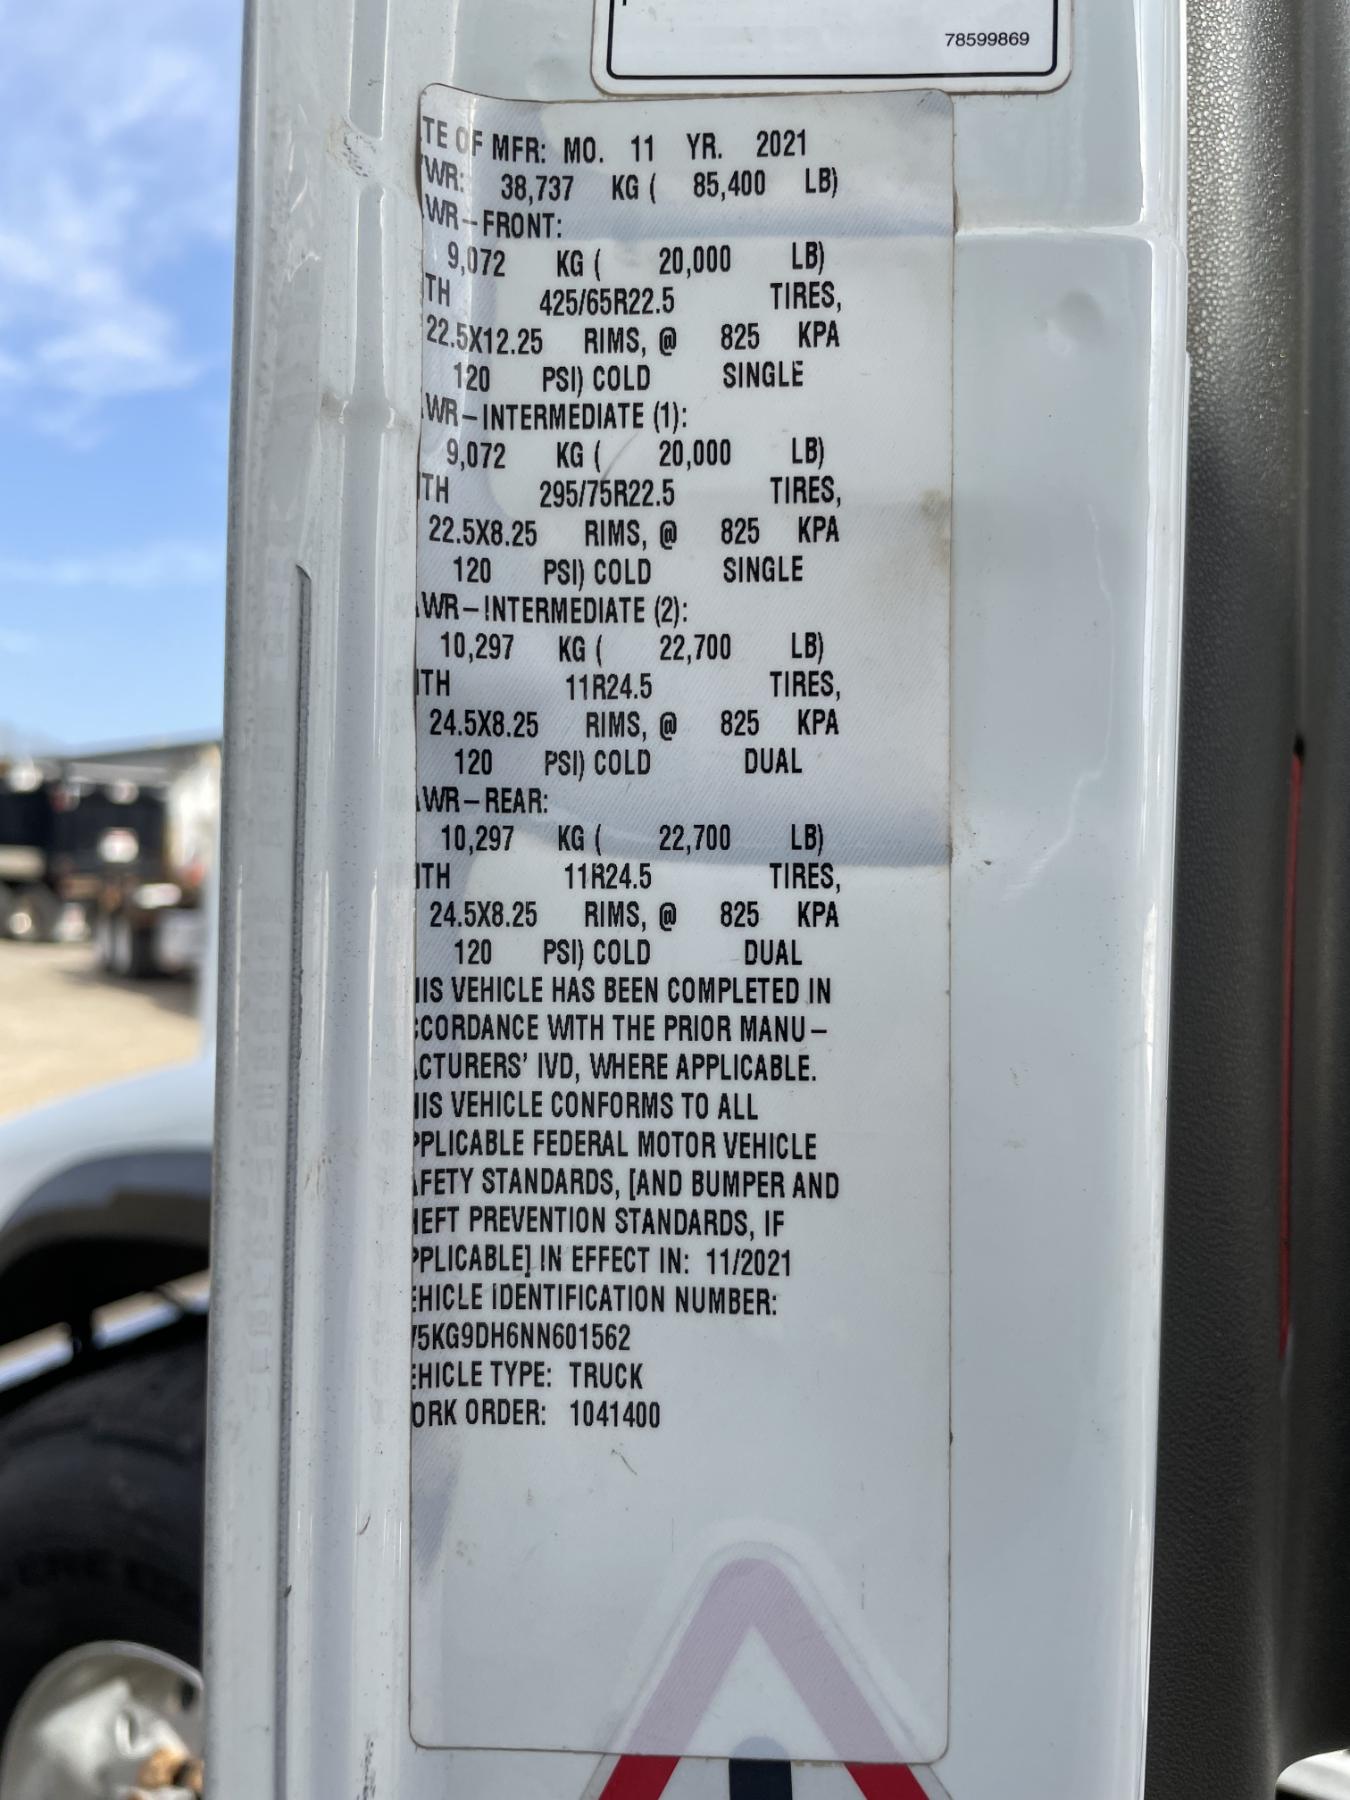 78599869
TE OF MFR: MO. 11 YR. 2021
WR: 38,737 KG ( 85,400 LB)
WR-FRONT:
9,072 KG ( 20,000 LB)
TH 425/65R22.5 TIRES,
22.5X12.25 RIMS, @ 825 KPA
120 PSI) COLD SINGLE
WR-INTERMEDIATE (1):
9,072 KG ( 20,000 LB)
TH 295/75R22.5 TIRES,
22.5X8.25 RIMS, @ 825 KPA
120 PSI) COLD SINGLE
WR-INTERMEDIATE (2):
10,297 KG ( 22,700 LB)
TH 11R24.5 TIRES,
24.5X8.25 RIMS, @ 825 KPA
120 PSI) COLD DUAL
WR-REAR:
10,297 KG ( 22,700 LB)
TH 11R24.5 TIRES,
24.5X8.25 RIMS, @ 825 KPA
120 PSI) COLD DUAL
IS VEHICLE HAS BEEN COMPLETED IN
CORDANCE WITH THE PRIOR MANU-
CTURERS' IVD, WHERE APPLICABLE.
IS VEHICLE CONFORMS TO ALL
PPLICABLE FEDERAL MOTOR VEHICLE
FETY STANDARDS, [AND BUMPER AND
EFT PREVENTION STANDARDS, IF
PPLICABLE] IN EFFECT IN: 11/2021
EHICLE IDENTIFICATION NUMBER:
5KG9DH6NN601562
EHICLE TYPE: TRUCK
ORK ORDER: 1041400